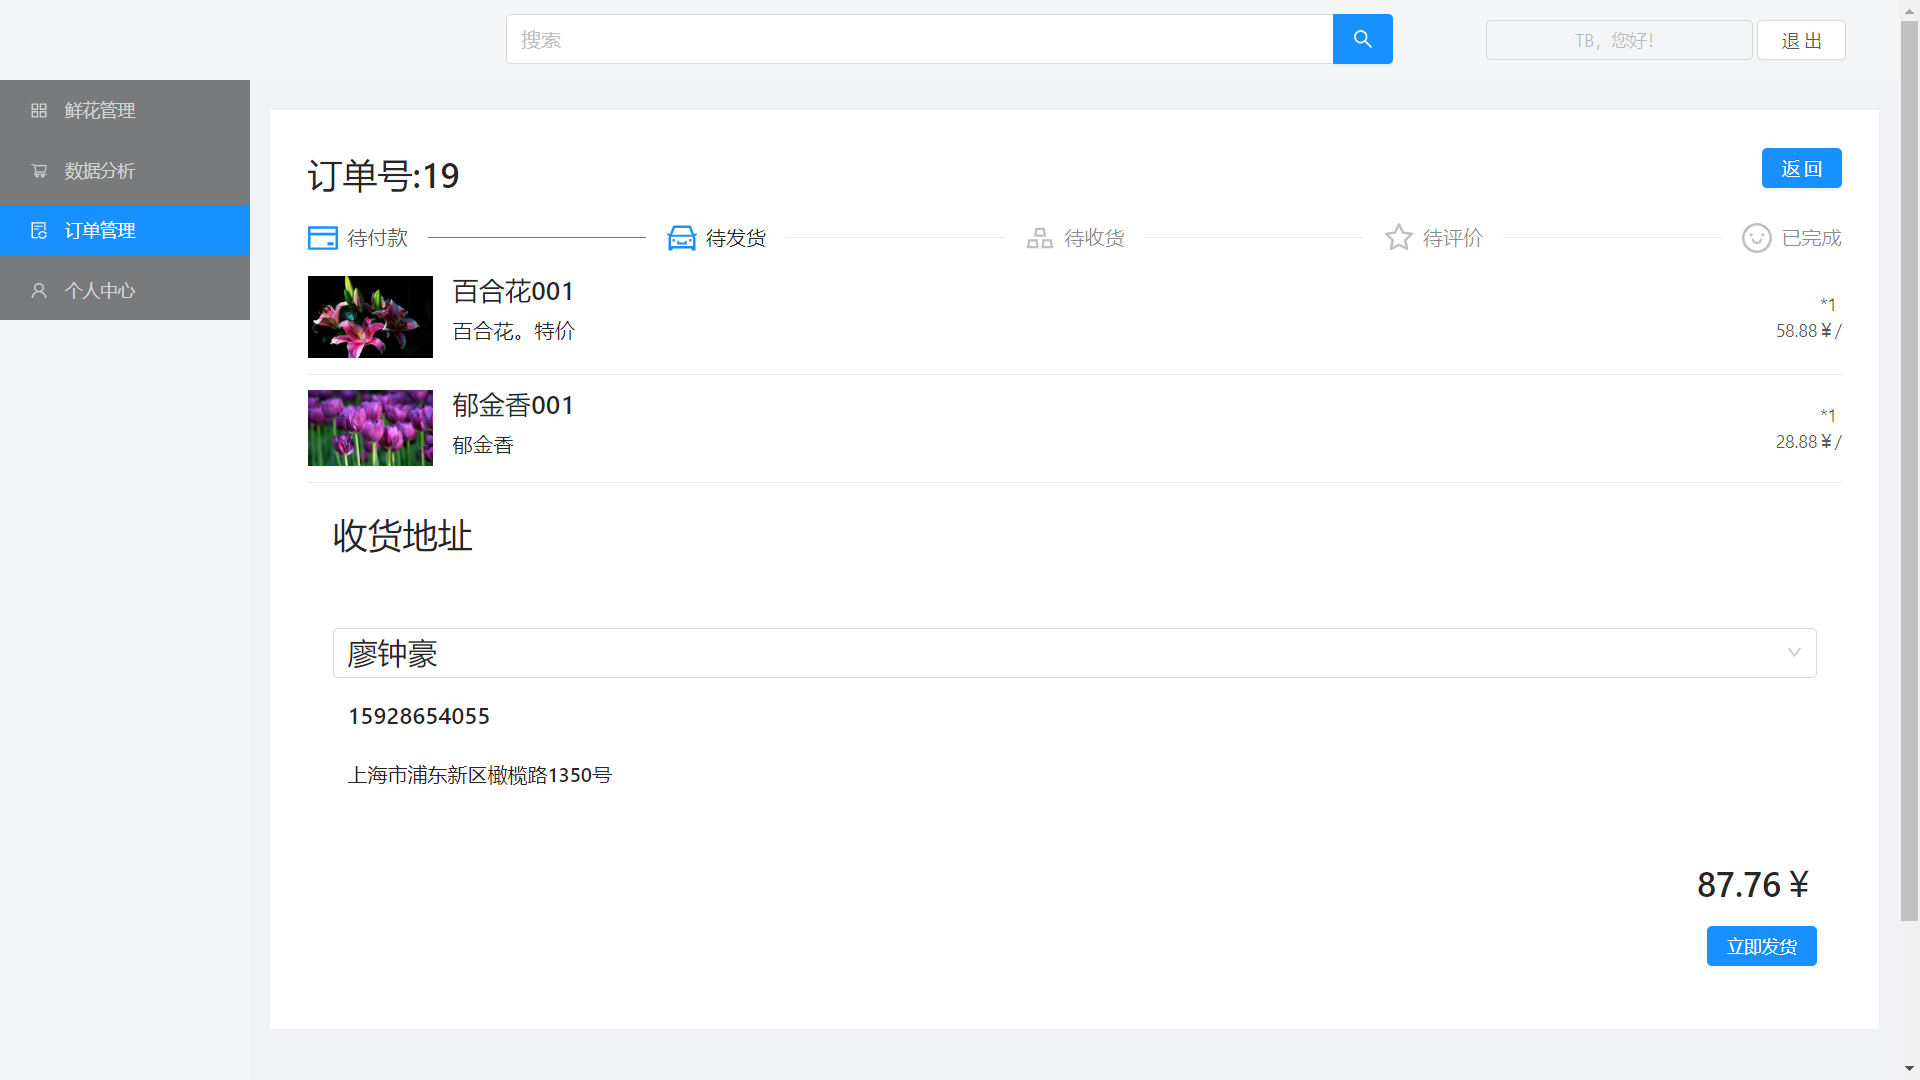 搜索
TB，您好！
退 出
鲜花管理
数据分析
订单管理
个人中心
订单号:19
返 回
待付款
待发货
待收货
待评价
已完成
百合花001
百合花。特价
*1
58.88￥/
郁金香001
郁金香
*1
28.88￥/
收货地址
廖钟豪
15928654055
上海市浦东新区橄榄路1350号
87.76￥
立即发货